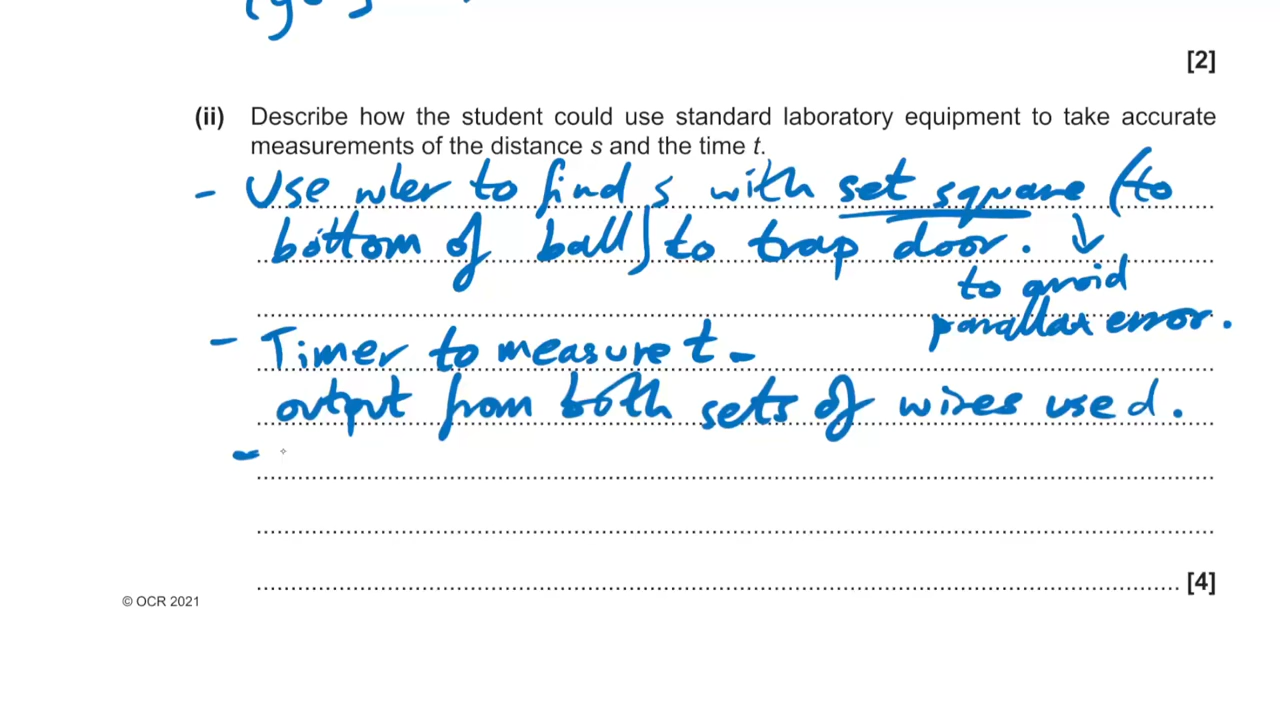 [2]
(ii) Describe how the student could use standard laboratory equipment to take accurate
measurements of the distance s and the time t.
- Use ruler to find s with set square (to
bottom of ball) to trap door. ↓
to avoid
parallax error.
- Timer to measure t -
output from both sets of wires used.
-
[4]
© OCR 2021